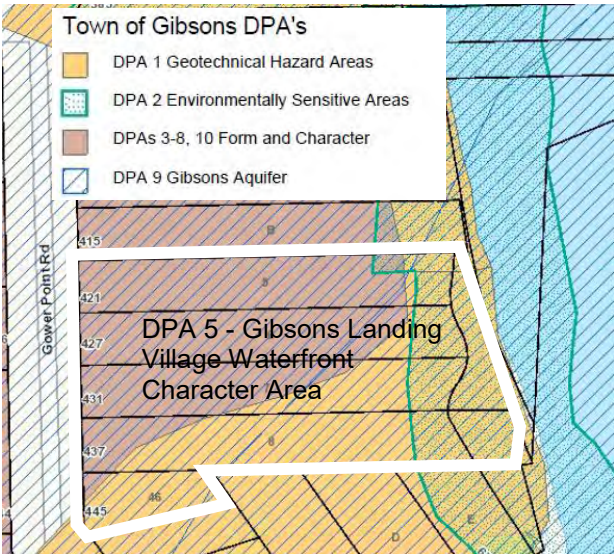 Town of Gibsons DPA's
DPA 1 Geotechnical Hazard Areas
DPA 2 Environmentally Sensitive Areas
DPAs 3-8, 10 Form and Character
DPA 9 Gibsons Aquifer
Gower Point Rd
415
B
421
DPA 5 - Gibsons Landing
Village Waterfront
Character Area
427
431
437
8
46
445
D
E